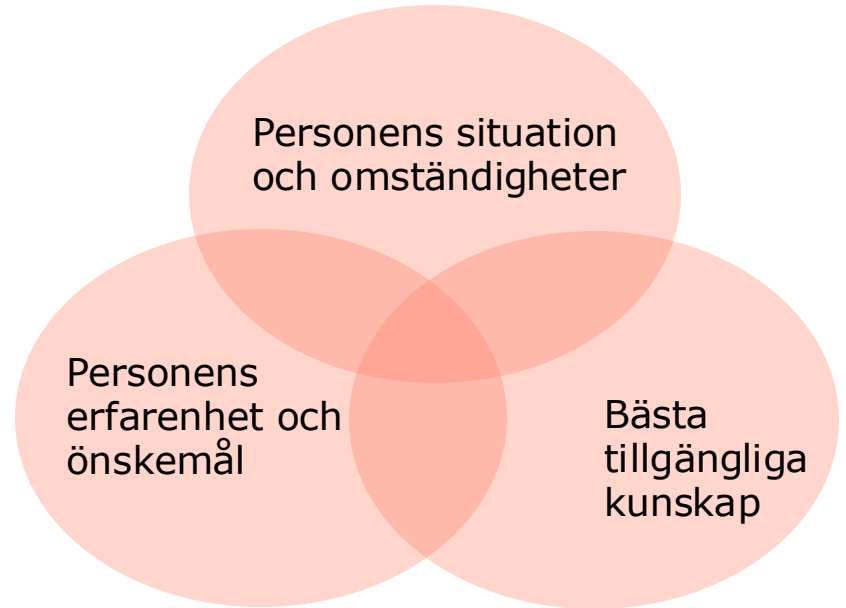 Personens situation
och omständigheter
Personens
erfarenhet och
önskemål
Bästa
tillgängliga
kunskap